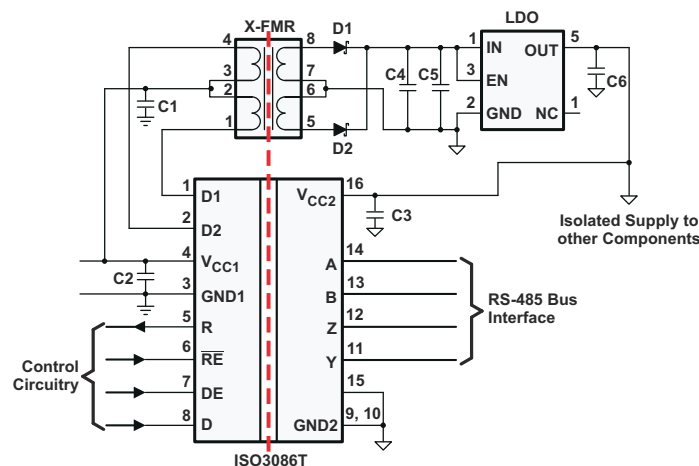 X-FMR
D1
LDO
4
8
1
IN
OUT
5
3
7
C4
C5
3
EN
C6
C1
2
6
2
GND
NC
1
1
5
D2
1
D1
16
VCC2
2
D2
C3
Isolated Supply to
other Components
4
VCC1
14
A
C2
3
GND1
13
B
RS-485 Bus
Interface
5
R
12
Z
Control
Circuitry
6
RE
11
Y
7
DE
15
8
D
9, 10
GND2
ISO3086T